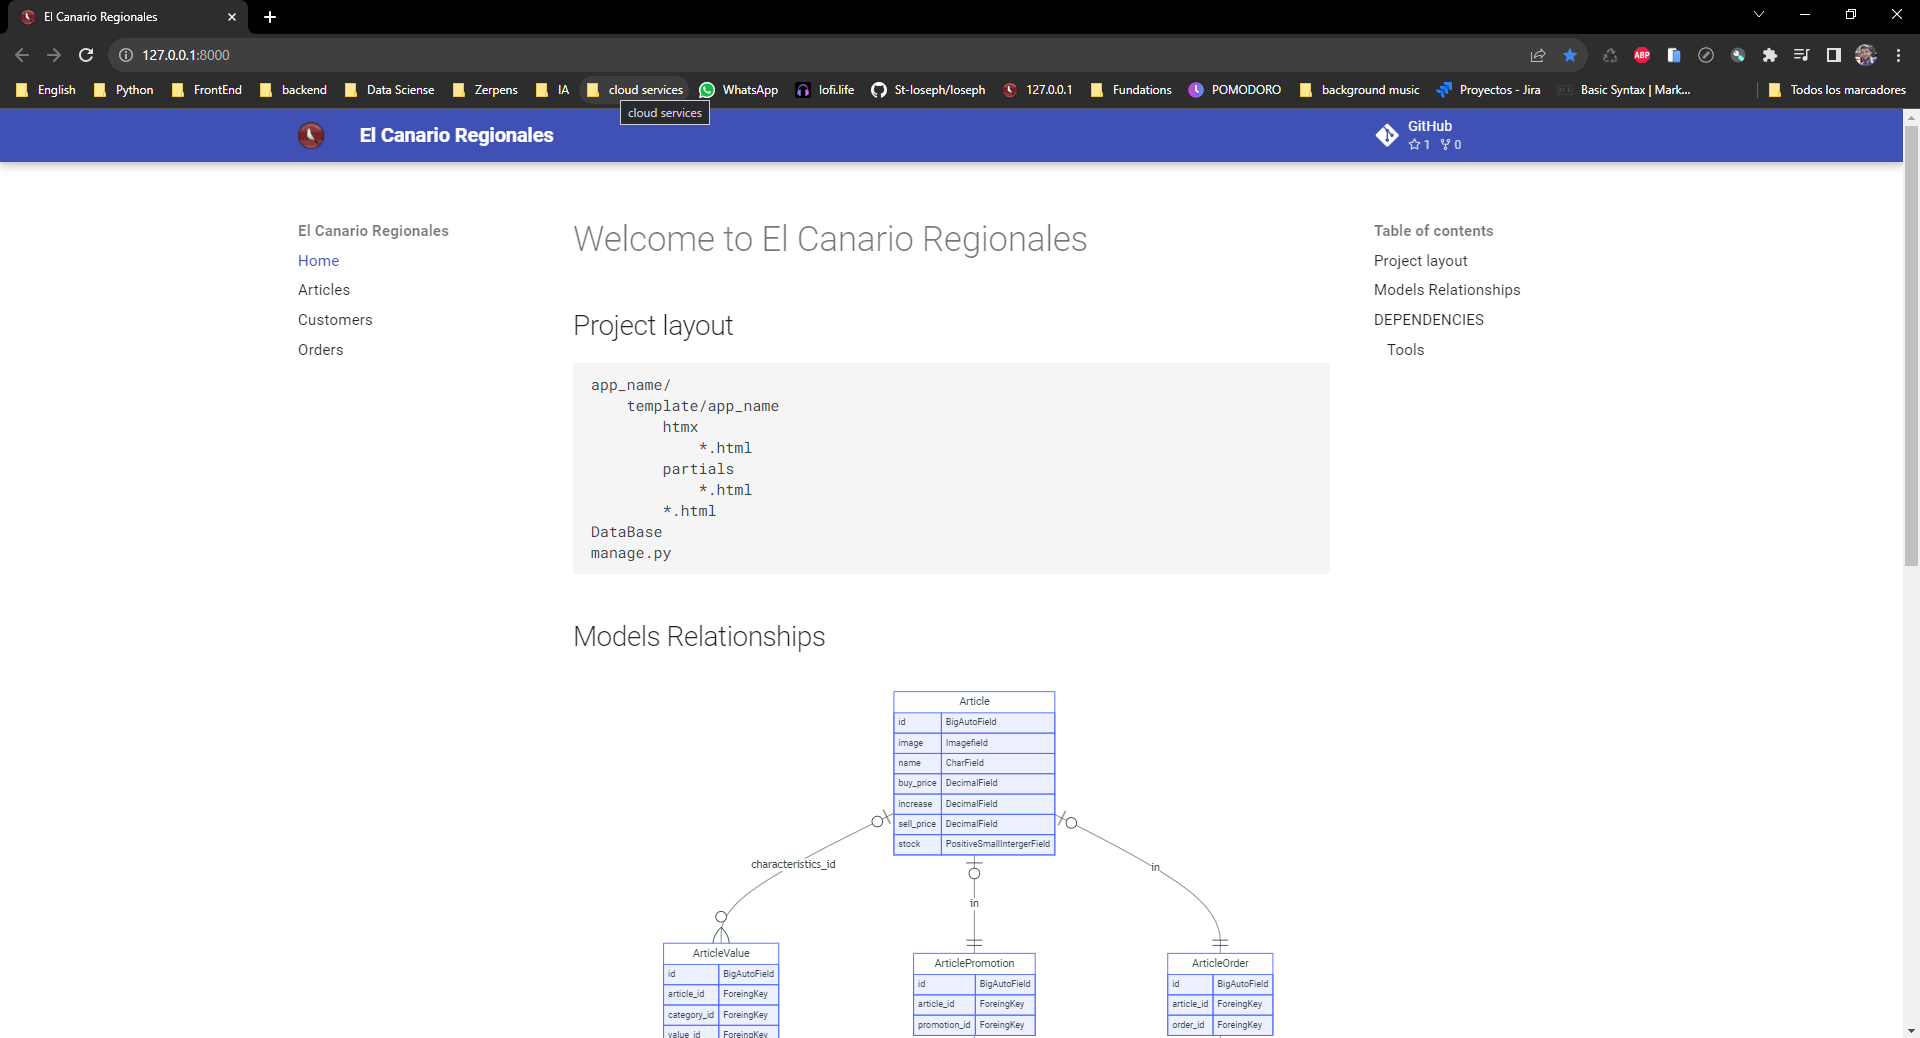 El Canario Regionales
127.0.0.1:8000
ABP
English Python FrontEnd backend Data Sciense Zerpens IA cloud services WhatsApp lofi.life St-Ioseph/Ioseph 127.0.0.1 Fundations POMODORO background music Proyectos - Jira Basic Syntax | Mark... Todos los marcadores
cloud services
El Canario Regionales
GitHub
1 0
El Canario Regionales
Home
Articles
Customers
Orders
Welcome to El Canario Regionales
Project layout
app_name/
template/app_name
htmx
*.html
partials
*.html
*.html
DataBase
manage.py
Models Relationships
Article
id BigAutoField
image Imagefield
name CharField
buy_price DecimalField
increase DecimalField
sell_price DecimalField
stock PositiveSmallIntergerField
characteristics_id
in
in
ArticleValue
id BigAutoField
article_id ForeingKey
category_id ForeingKey
value_id ForeingKey
ArticlePromotion
id BigAutoField
article_id ForeingKey
promotion_id ForeingKey
ArticleOrder
id BigAutoField
article_id ForeingKey
order_id ForeingKey
Table of contents
Project layout
Models Relationships
DEPENDENCIES
Tools